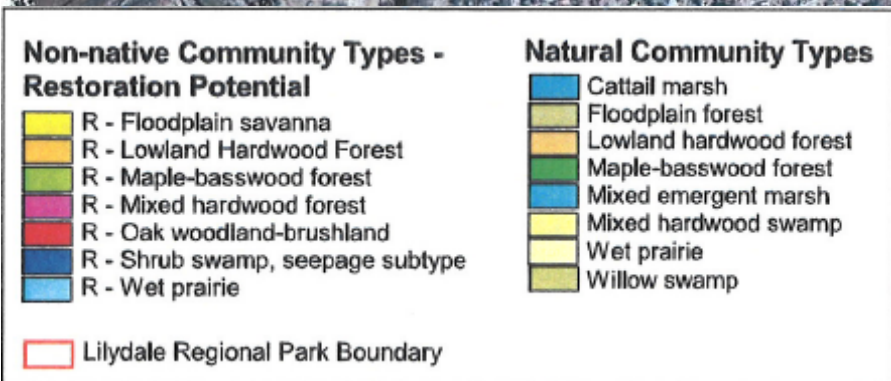 Non-native Community Types -
Restoration Potential
R - Floodplain savanna
R - Lowland Hardwood Forest
R - Maple-basswood forest
R - Mixed hardwood forest
R - Oak woodland-brushland
R - Shrub swamp, seepage subtype
R - Wet prairie
Lilydale Regional Park Boundary
Natural Community Types
Cattail marsh
Floodplain forest
Lowland hardwood forest
Maple-basswood forest
Mixed emergent marsh
Mixed hardwood swamp
Wet prairie
Willow swamp